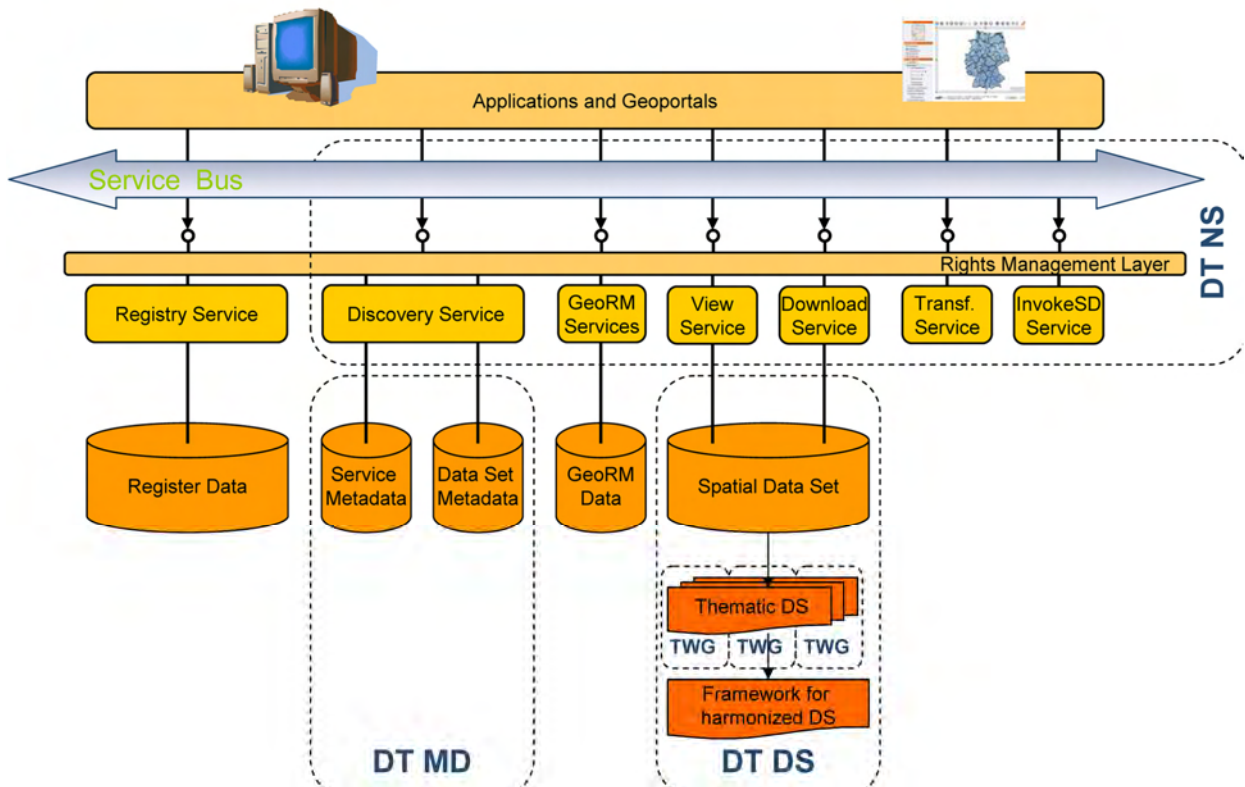 Applications and Geoportals
Service Bus
DT NS
Rights Management Layer
Registry Service
Discovery Service
GeoRM
Services
View
Service
Download
Service
Transf.
Service
InvokeSD
Service
Register Data
Service
Metadata
Data Set
Metadata
GeoRM
Data
Spatial Data Set
Thematic DS
TWG
TWG
TWG
Framework for
harmonized DS
DT MD
DT DS